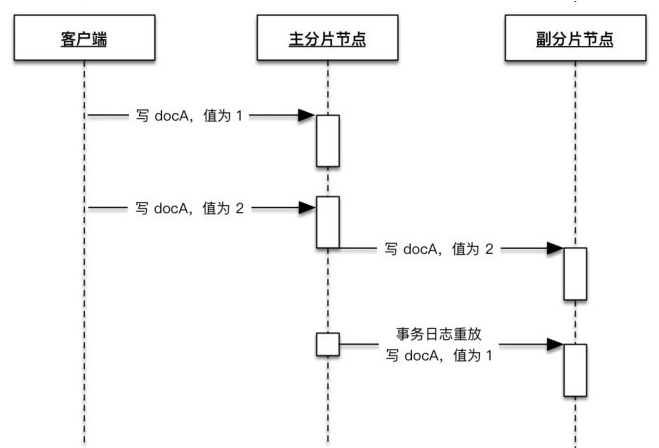 客户端
主分片节点
副分片节点
写 docA，值为 1
写 docA，值为 2
写 docA，值为 2
事务日志重放
写 docA，值为 1